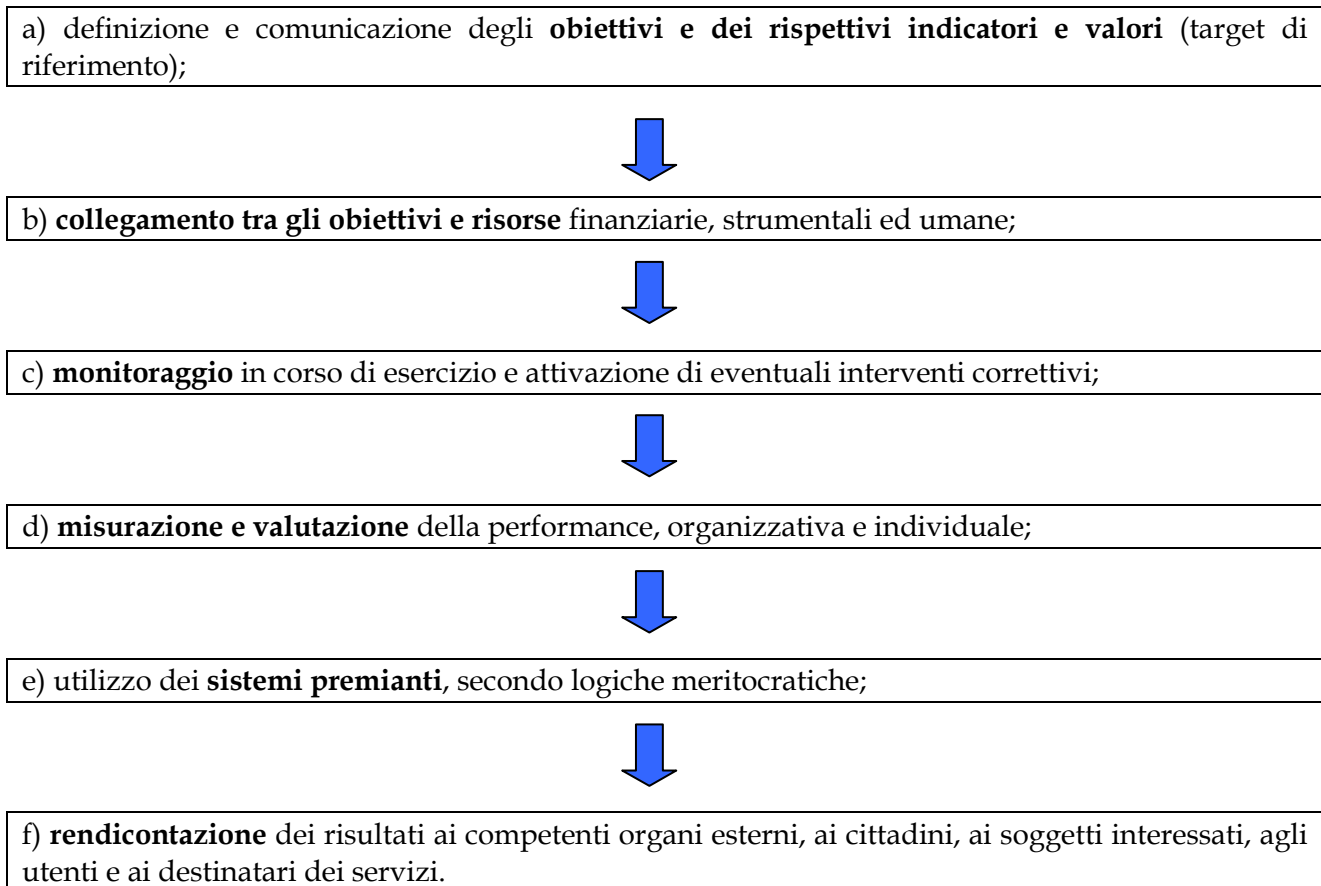 a) definizione e comunicazione degli obiettivi e dei rispettivi indicatori e valori (target di
riferimento);
b) collegamento tra gli obiettivi e risorse finanziarie, strumentali ed umane;
c) monitoraggio in corso di esercizio e attivazione di eventuali interventi correttivi;
d) misurazione e valutazione della performance, organizzativa e individuale;
e) utilizzo dei sistemi premianti, secondo logiche meritocratiche;
f) rendicontazione dei risultati ai competenti organi esterni, ai cittadini, ai soggetti interessati, agli
utenti e ai destinatari dei servizi.